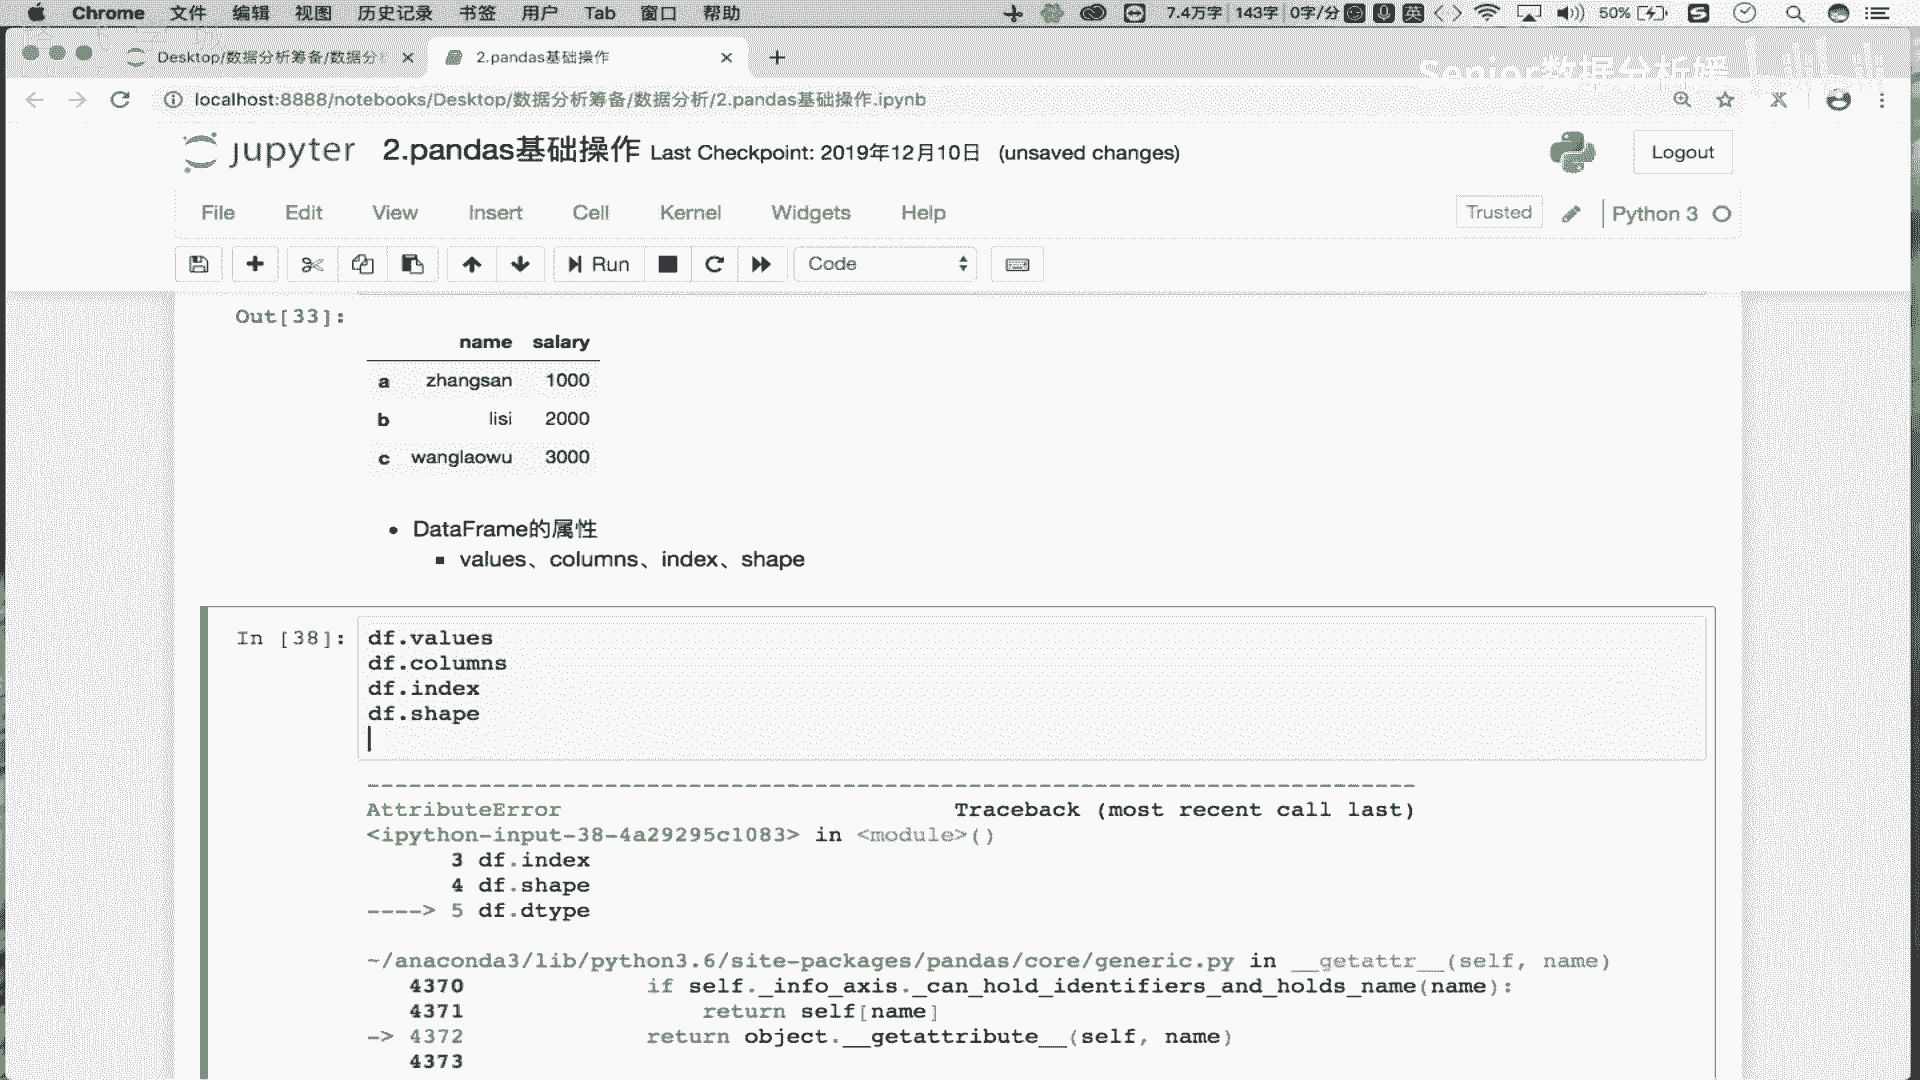 Chrome 文件 编辑 视图 历史记录 书签 用户 Tab 窗口 帮助 7.4万字 143字 0字/分 英 50%
Desktop/数据分析筹备/数据分析 2.pandas基础操作
Senior数据分析媛 bilibili
localhost:8888/notebooks/Desktop/数据分析筹备/数据分析/2.pandas基础操作.ipynb
jupyter 2.pandas基础操作 Last Checkpoint: 2019年12月10日 (unsaved changes) Logout
File Edit View Insert Cell Kernel Widgets Help Trusted Python 3
Run Code
Out[33]:
name salary
a zhangsan 1000
b lisi 2000
c wanglaowu 3000
• DataFrame的属性
▪ values、columns、index、shape
In [38]: df.values
df.columns
df.index
df.shape
---------------------------------------------------------------------------
AttributeError Traceback (most recent call last)
<ipython-input-38-4a29295c1083> in <module>()
3 df.index
4 df.shape
----> 5 df.dtype
~/anaconda3/lib/python3.6/site-packages/pandas/core/generic.py in __getattr__(self, name)
4370 if self._info_axis._can_hold_identifiers_and_holds_name(name):
4371 return self[name]
-> 4372 return object.__getattribute__(self, name)
4373